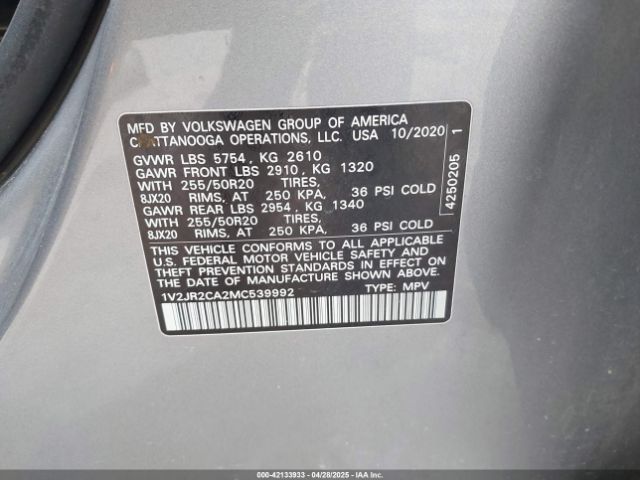 MFD BY VOLKSWAGEN GROUP OF AMERICA
CHATTANOOGA OPERATIONS, LLC. USA 10/2020
GVWR LBS 5754, KG 2610
GAWR FRONT LBS 2910, KG 1320
WITH 255/50R20 TIRES,
8JX20 RIMS, AT 250 KPA, 36 PSI COLD
GAWR REAR LBS 2954, KG 1340
WITH 255/50R20 TIRES,
8JX20 RIMS, AT 250 KPA, 36 PSI COLD
THIS VEHICLE CONFORMS TO ALL APPLICABLE
U.S. FEDERAL MOTOR VEHICLE SAFETY AND
THEFT PREVENTION STANDARDS IN EFFECT ON
THE DATE OF MANUFACTURE SHOWN ABOVE.
1V2JR2CA2MC539992 TYPE: MPV
4250205 1
000-42133933 | 04/28/2025 | IAAI.COM